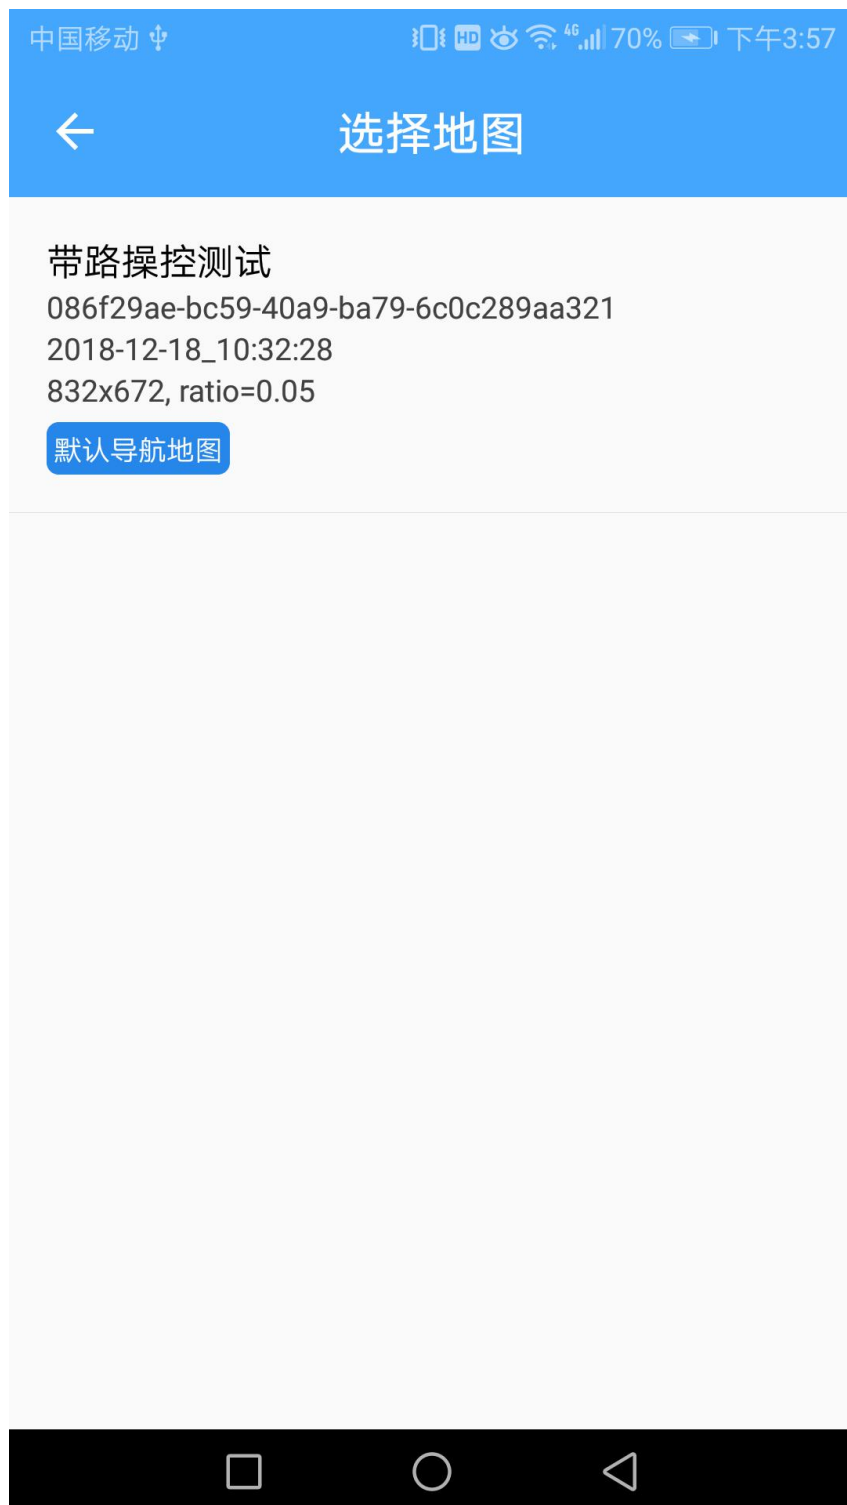 中国移动 HD 4G 70% 下午3:57
选择地图
带路操控测试
086f29ae-bc59-40a9-ba79-6c0c289aa321
2018-12-18_10:32:28
832x672, ratio=0.05
默认导航地图